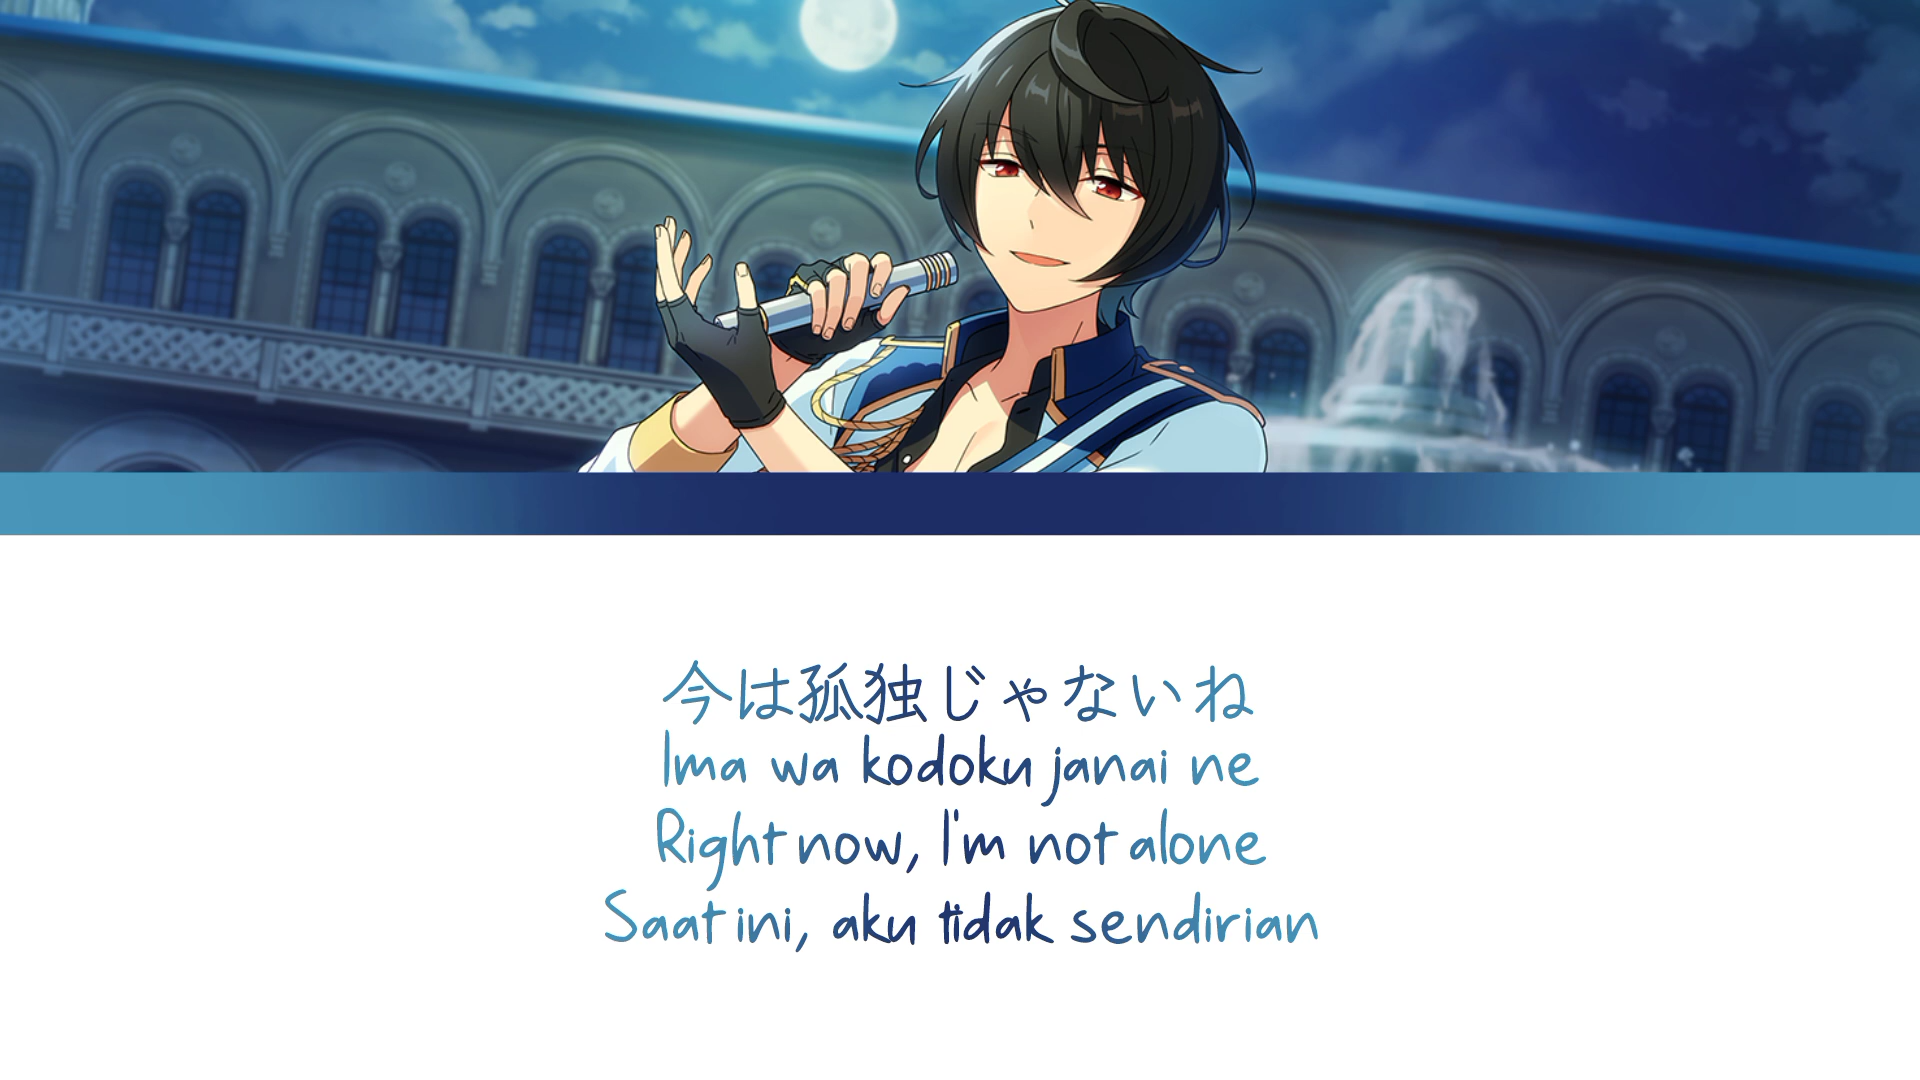 今は孤独じゃないね
Ima wa kodoku janai ne
Right now, I'm not alone
Saat ini, aku tidak sendirian